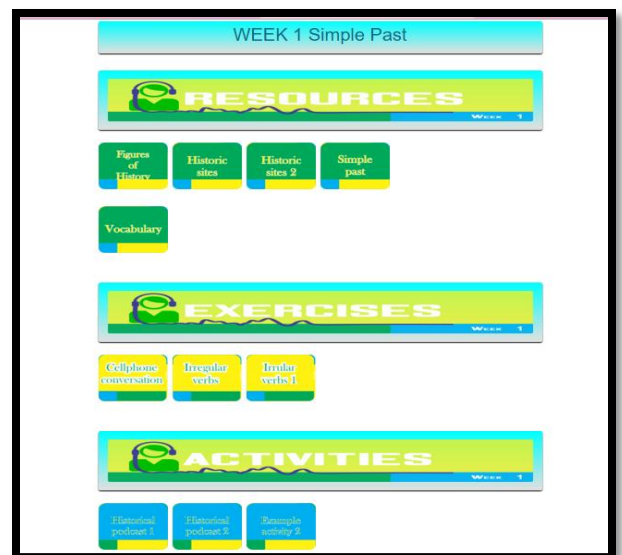 WEEK 1 Simple Past
RESOURCES
WEEK 1
Figures of History
Historic sites
Historic sites 2
Simple past
Vocabulary
EXERCISES
WEEK 1
Cellphone conversation
Irregular verbs
Irrular verbs 1
ACTIVITIES
WEEK 1
Historical podcast 1
Historical podcast 2
Example activity 2